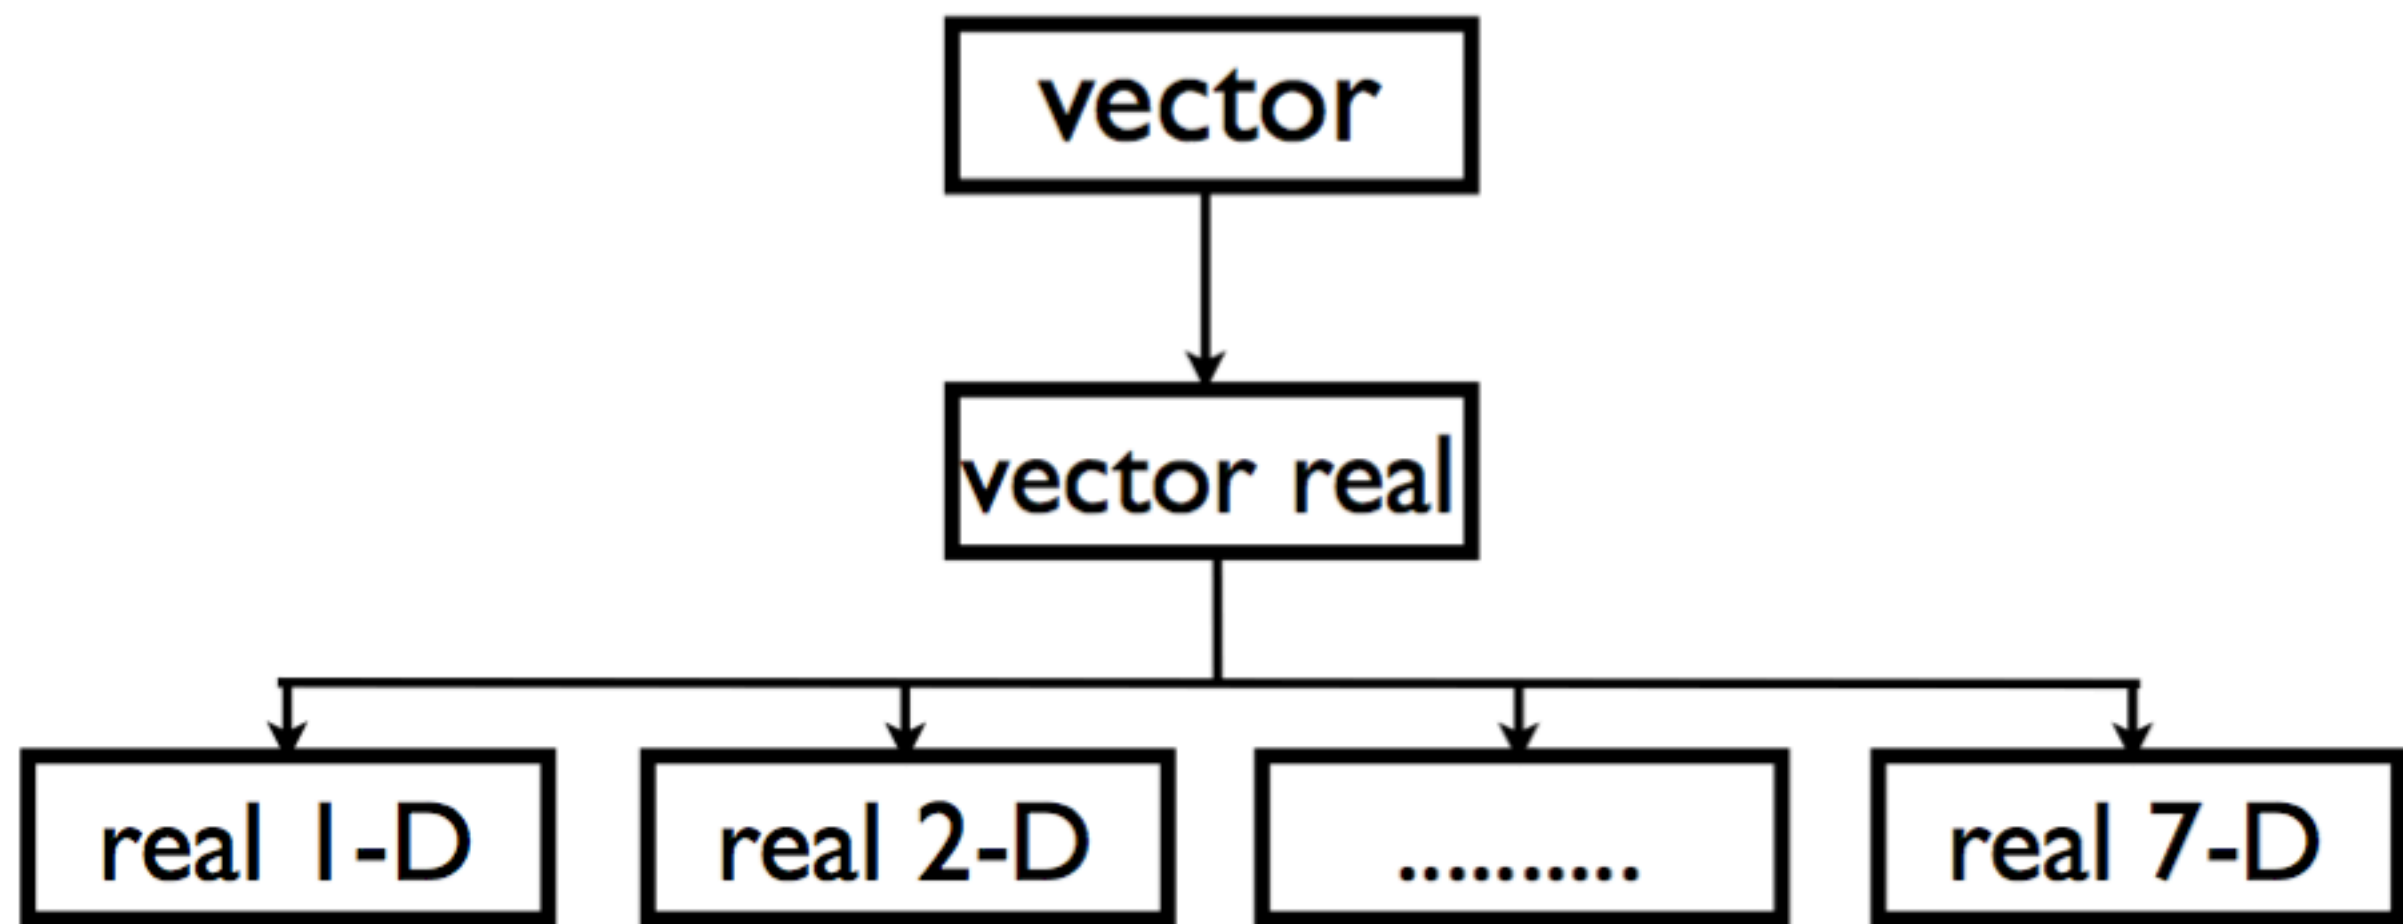 vector
vector real
real 1-D
real 2-D
..........
real 7-D